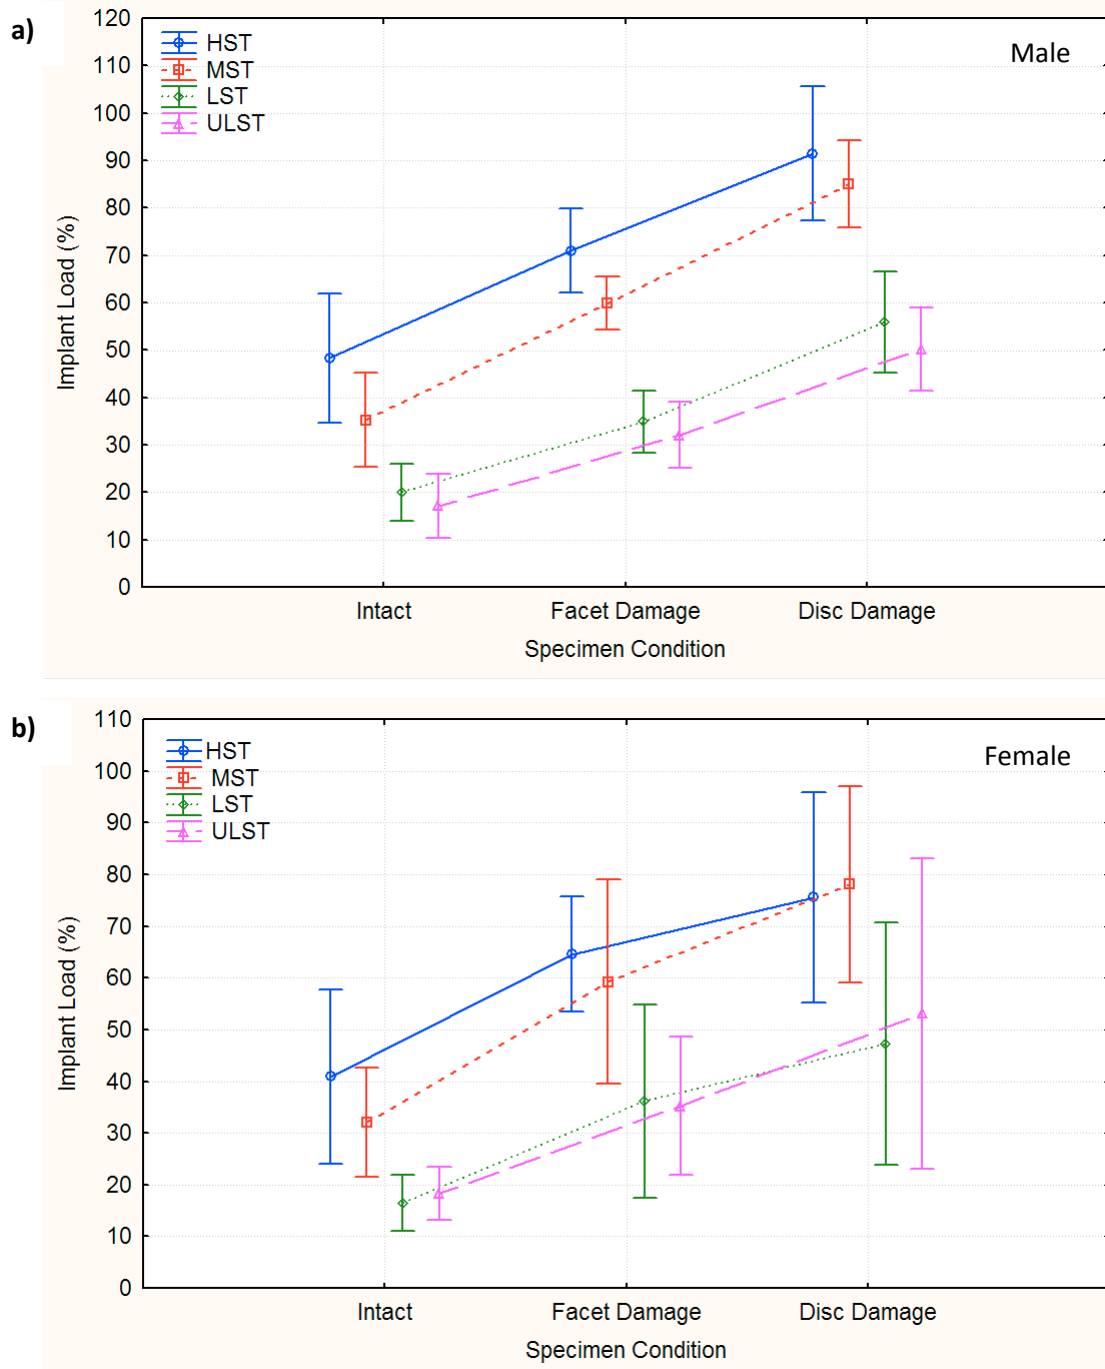 a)
Male
HST
MST
LST
ULST
120
110
100
90
80
70
60
50
40
30
20
10
0
Implant Load (%)
Intact Facet Damage Disc Damage
Specimen Condition
b)
Female
HST
MST
LST
ULST
110
100
90
80
70
60
50
40
30
20
10
0
Implant Load (%)
Intact Facet Damage Disc Damage
Specimen Condition